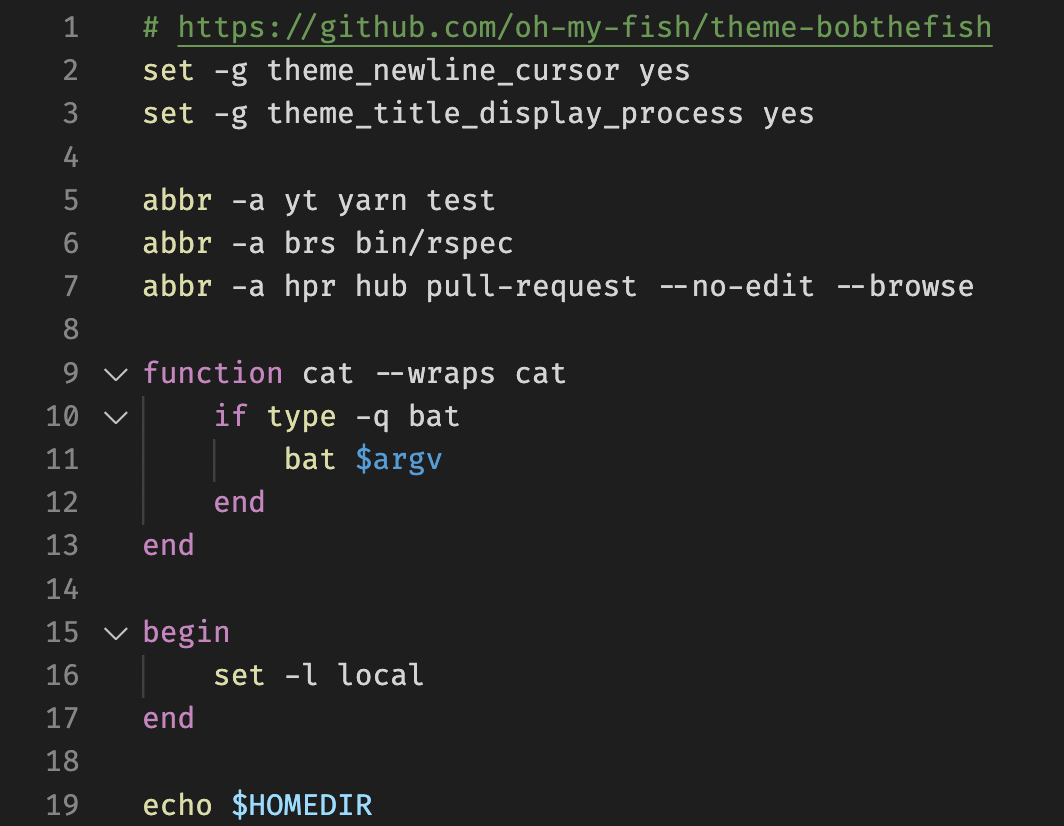 1 # https://github.com/oh-my-fish/theme-bobthefish
2 set -g theme_newline_cursor yes
3 set -g theme_title_display_process yes
4
5 abbr -a yt yarn test
6 abbr -a brs bin/rspec
7 abbr -a hpr hub pull-request --no-edit --browse
8
9 function cat --wraps cat
10     if type -q bat
11         bat $argv
12     end
13 end
14
15 begin
16     set -l local
17 end
18
19 echo $HOMEDIR